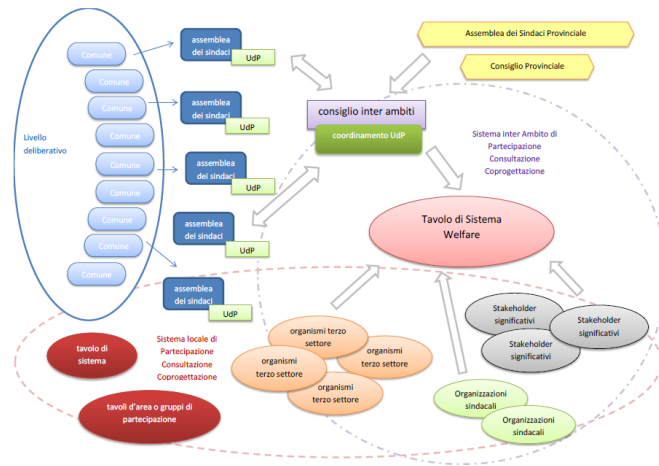 Comune
Comune
Comune
Comune
Comune
Comune
Comune
Comune
Comune
Livello
deliberativo
assemblea
dei sindaci
UdP
assemblea
dei sindaci
UdP
assemblea
dei sindaci
UdP
assemblea
dei sindaci
UdP
assemblea
dei sindaci
UdP
Assemblea dei Sindaci Provinciale
Consiglio Provinciale
consiglio inter ambiti
coordinamento UdP
Sistema Inter Ambito di
Partecipazione
Consultazione
Coprogettazione
Tavolo di Sistema
Welfare
tavolo di
sistema
Sistema locale di
Partecipazione
Consultazione
Coprogettazione
tavoli d'area o gruppi di
partecipazione
organismi terzo
settore
organismi terzo
settore
organismi terzo
settore
organismi terzo
settore
Stakeholder
significativi
Stakeholder
significativi
Stakeholder
significativi
Organizzazioni
sindacali
Organizzazioni
sindacali